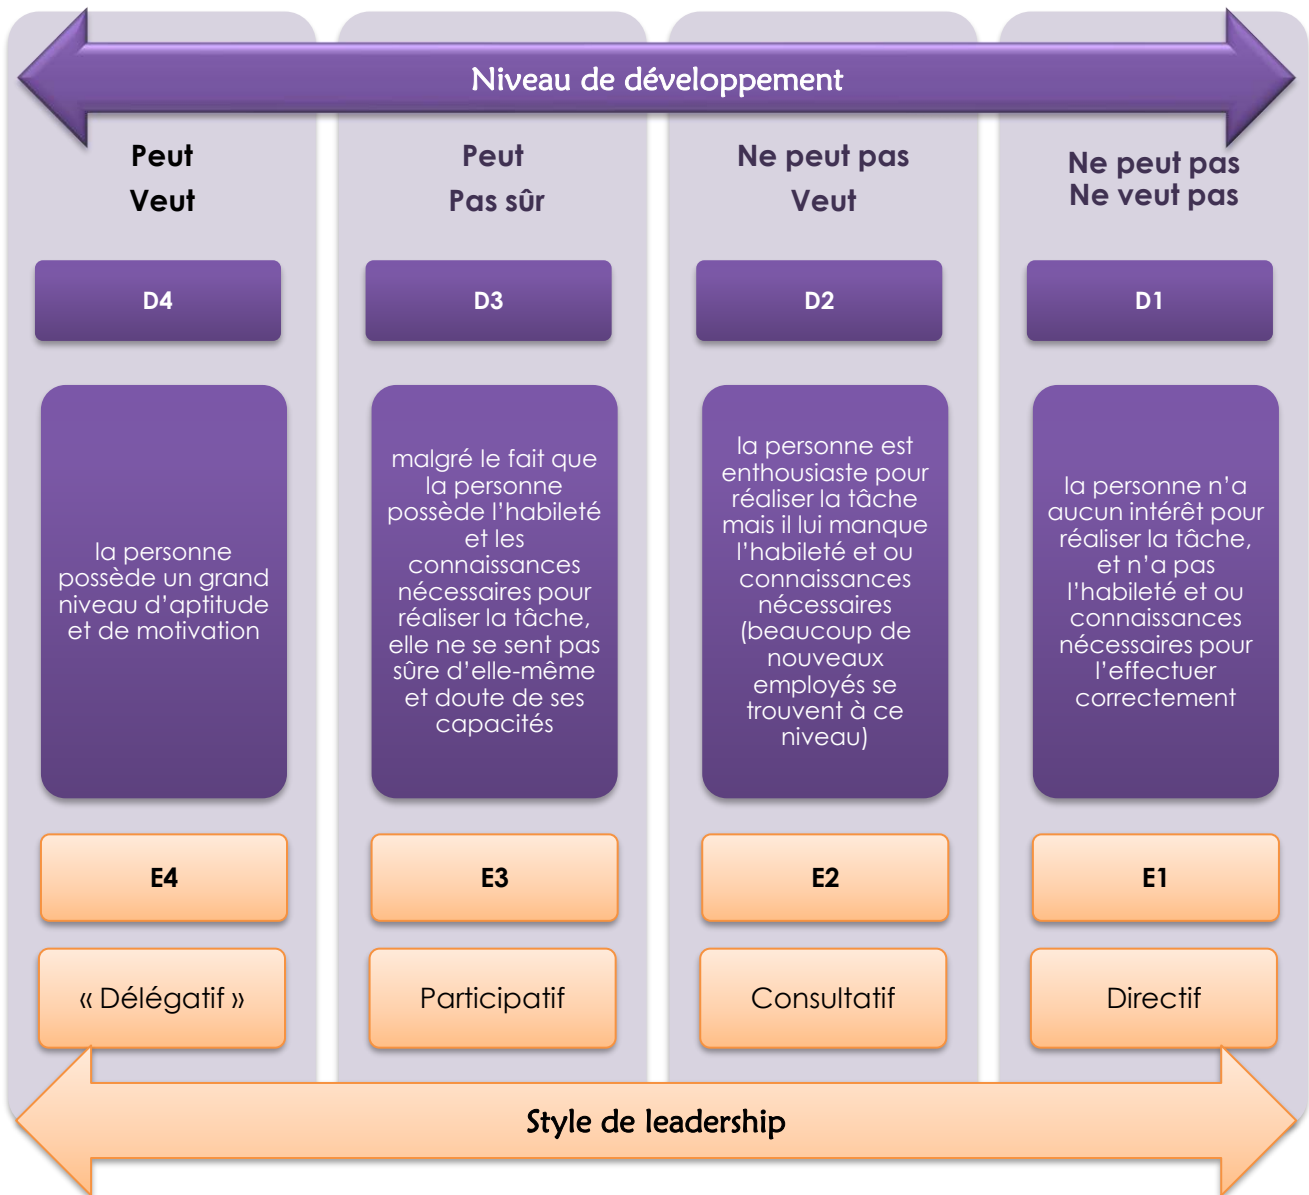 Niveau de développement
Peut
Veut
Peut
Pas sûr
Ne peut pas
Veut
Ne peut pas
Ne veut pas
D4
D3
D2
D1
la personne
possède un grand
niveau d’aptitude
et de motivation
malgré le fait que
la personne
possède l’habileté
et les
connaissances
nécessaires pour
réaliser la tâche,
elle ne se sent pas
sûre d’elle-même
et doute de ses
capacités
la personne est
enthousiaste pour
réaliser la tâche
mais il lui manque
l’habileté et ou
connaissances
nécessaires
(beaucoup de
nouveaux
employés se
trouvent à ce
niveau)
la personne n’a
aucun intérêt pour
réaliser la tâche,
et n’a pas
l’habileté et ou
connaissances
nécessaires pour
l’effectuer
correctement
E4
E3
E2
E1
« Délégatif »
Participatif
Consultatif
Directif
Style de leadership